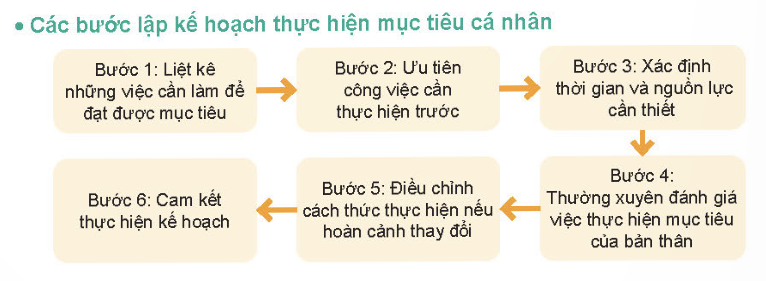 • Các bước lập kế hoạch thực hiện mục tiêu cá nhân
Bước 1: Liệt kê
những việc cần làm để
đạt được mục tiêu
Bước 2: Ưu tiên
công việc cần
thực hiện trước
Bước 3: Xác định
thời gian và nguồn lực
cần thiết
Bước 4:
Thường xuyên đánh giá
việc thực hiện mục tiêu
của bản thân
Bước 5: Điều chỉnh
cách thức thực hiện nếu
hoàn cảnh thay đổi
Bước 6: Cam kết
thực hiện kế hoạch